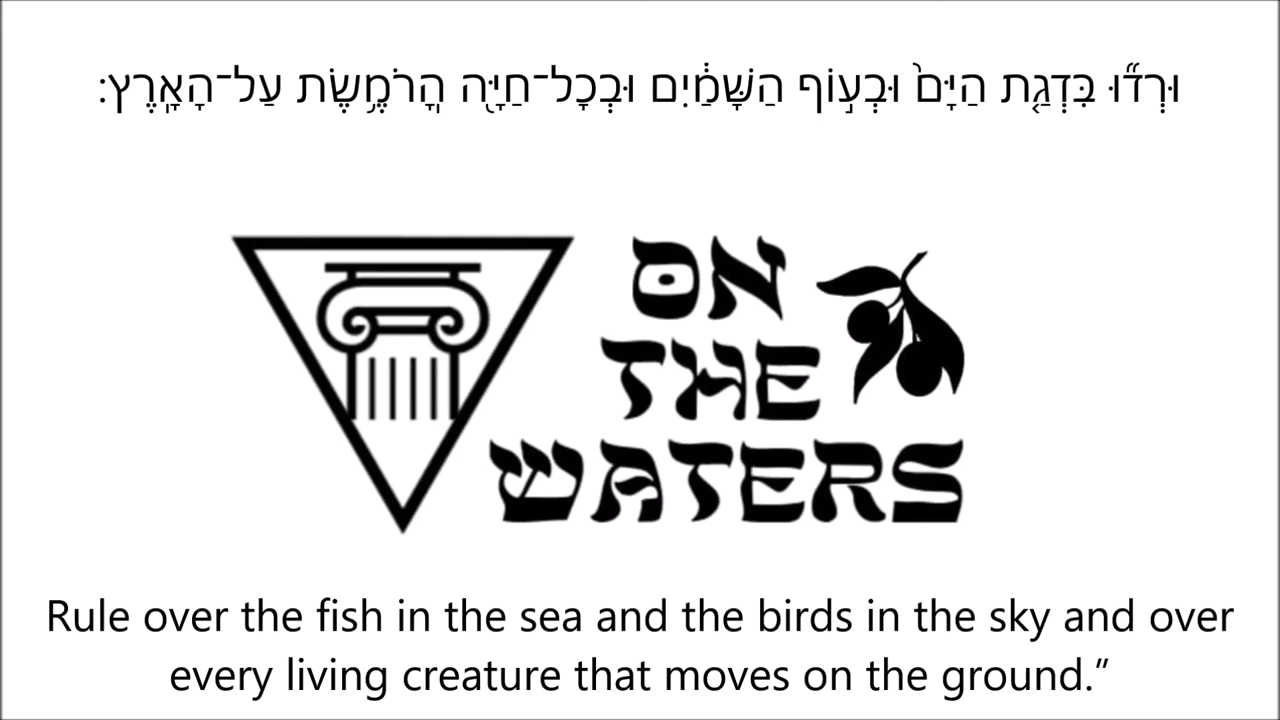 וּרְד֞וּ בִּדְגַ֤ת הַיָּם֙ וּבְע֣וֹף הַשָּׁמַ֔יִם וּבְכָל־חַיָּ֖ה הָֽרֹמֶ֥שֶׂת עַל־הָאָֽרֶץ׃
ON
THE
WATERS
Rule over the fish in the sea and the birds in the sky and over
every living creature that moves on the ground.”